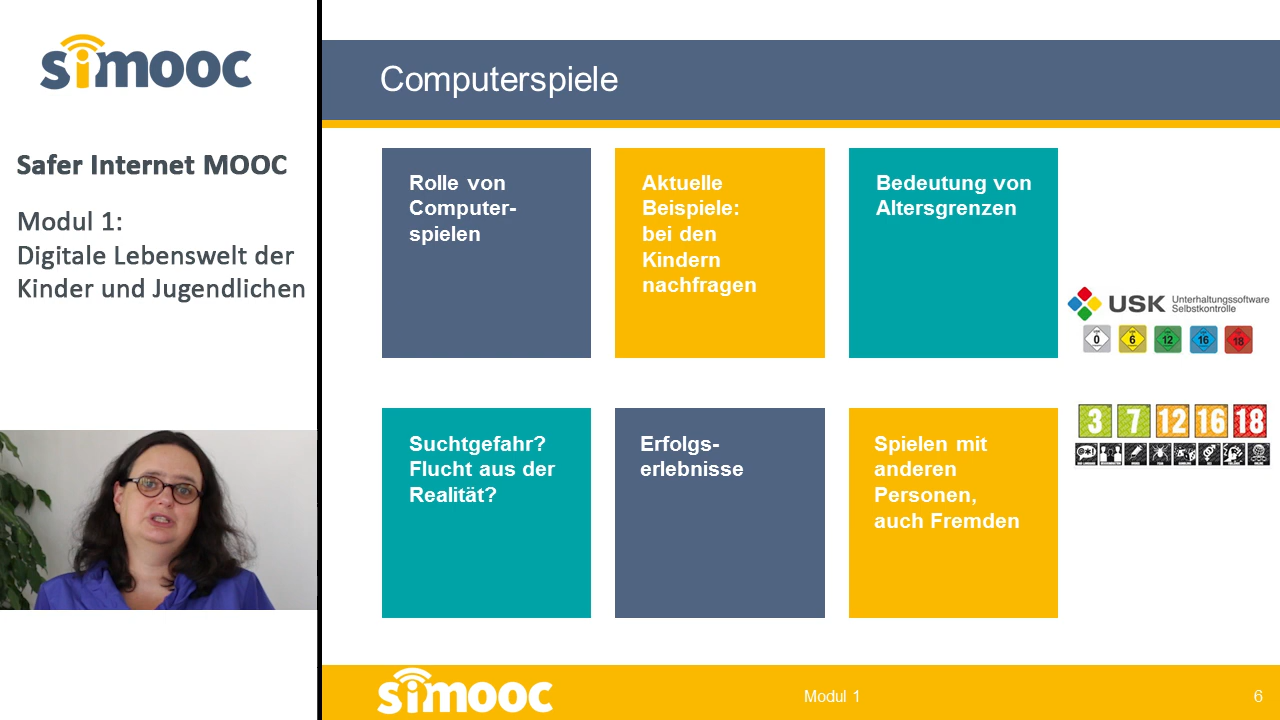 simooc
Safer Internet MOOC
Modul 1:
Digitale Lebenswelt der
Kinder und Jugendlichen
Computerspiele
Rolle von
Computer-
spielen
Aktuelle
Beispiele:
bei den
Kindern
nachfragen
Bedeutung von
Altersgrenzen
USK Unterhaltungssoftware
Selbstkontrolle
0 6 12 16 18
3 7 12 16 18
Suchtgefahr?
Flucht aus der
Realität?
Erfolgs-
erlebnisse
Spielen mit
anderen
Personen,
auch Fremden
simooc
Modul 1
6